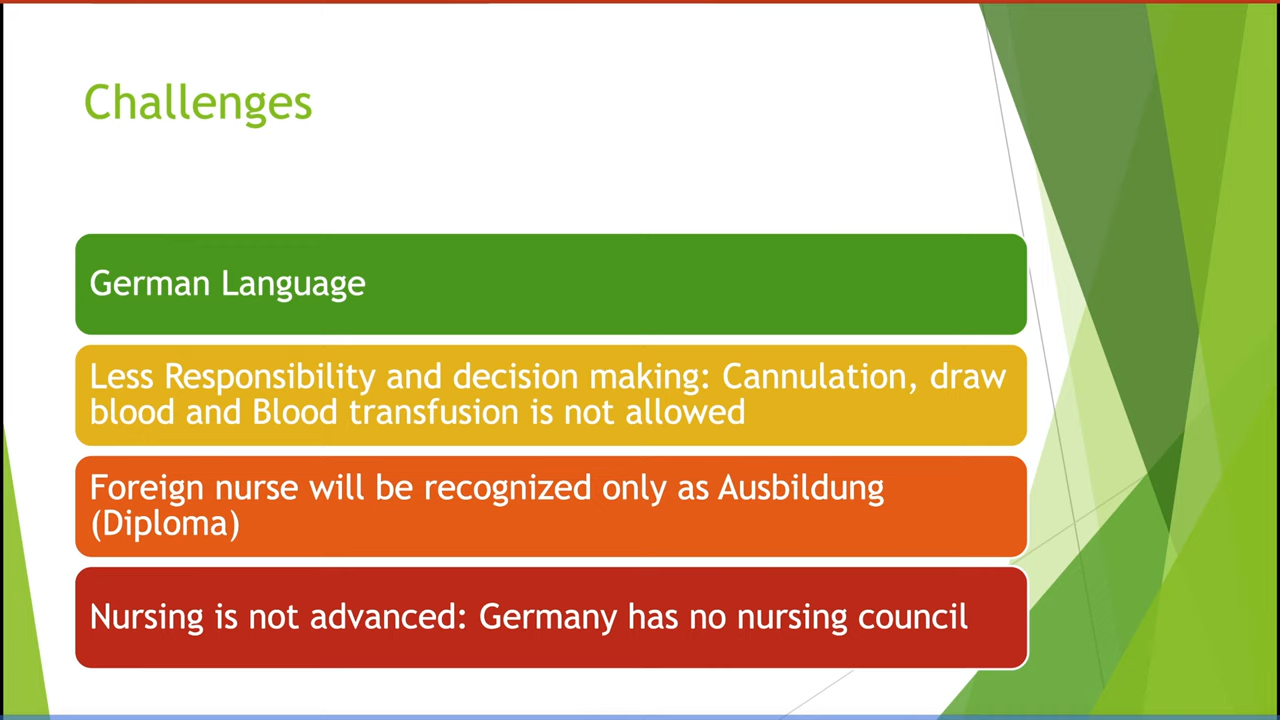 Challenges
German Language
Less Responsibility and decision making: Cannulation, draw
blood and Blood transfusion is not allowed
Foreign nurse will be recognized only as Ausbildung
(Diploma)
Nursing is not advanced: Germany has no nursing council